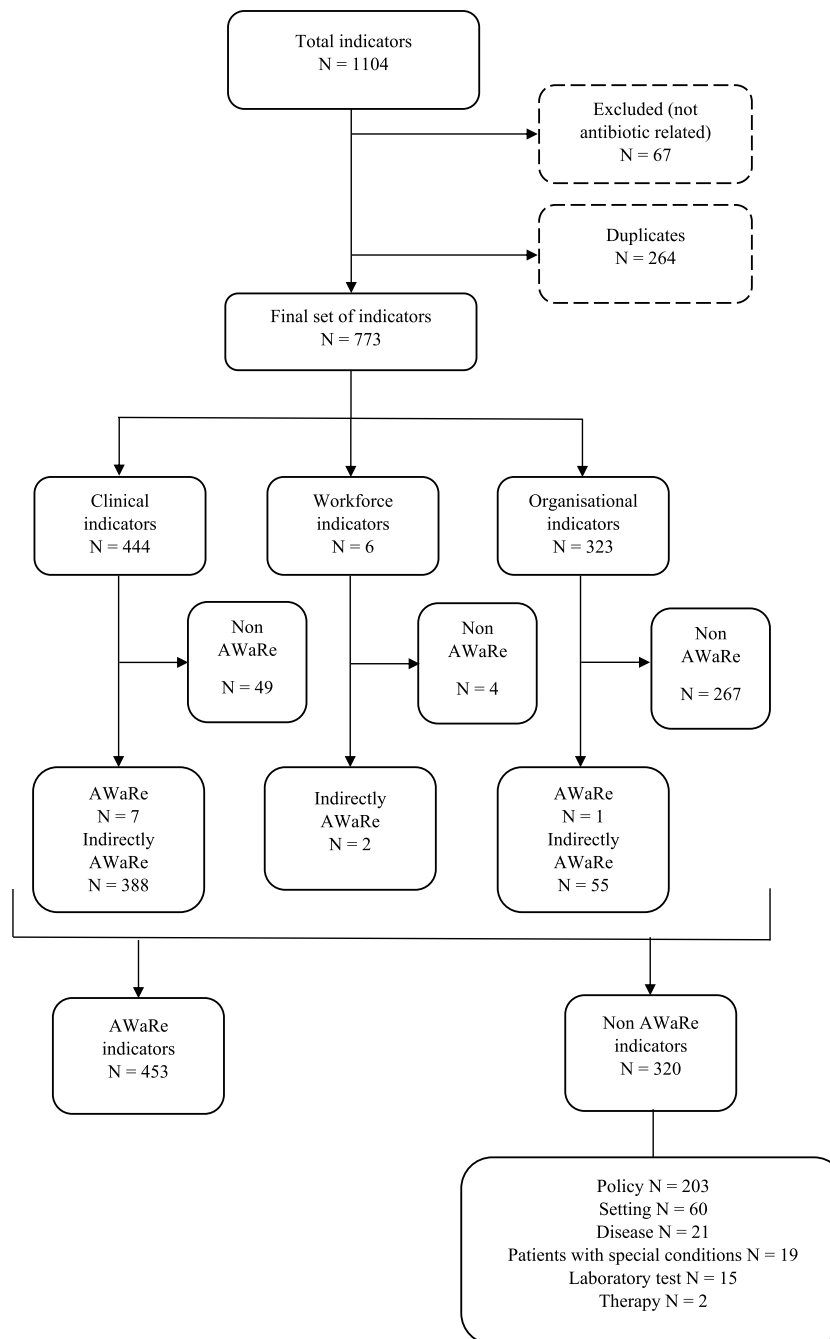 Total indicators
N = 1104
Excluded (not
antibiotic related)
N = 67
Duplicates
N = 264
Final set of indicators
N = 773
Clinical
indicators
N = 444
Workforce
indicators
N = 6
Organisational
indicators
N = 323
Non
AWaRe
N = 49
Non
AWaRe
N = 4
Non
AWaRe
N = 267
AWaRe
N = 7
Indirectly
AWaRe
N = 388
Indirectly
AWaRe
N = 2
AWaRe
N = 1
Indirectly
AWaRe
N = 55
AWaRe
indicators
N = 453
Non AWaRe
indicators
N = 320
Policy N = 203
Setting N = 60
Disease N = 21
Patients with special conditions N = 19
Laboratory test N = 15
Therapy N = 2